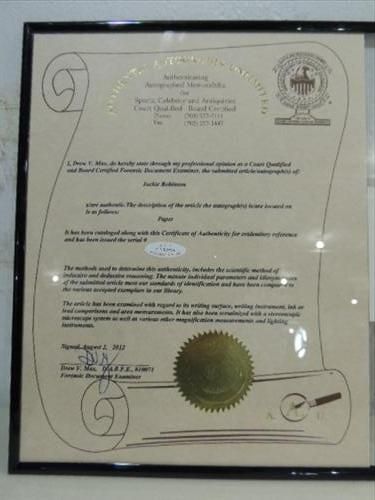 AUTHENTIC AUTOGRAPHS UNLIMITED
Authenticating
Autographed Memorabilia
for
Sports, Celebrity and Antiquities
Court Qualified - Board Certified
Phone
Fax
I, Drew V. Max, do hereby state through my professional opinion as a Court Qualified
and Board Certified Forensic Document Examiner, the submitted article/autograph(s) of:
Jackie Robinson
is/are authentic. The description of the article the autograph(s) is/are located on
is as follows:
Paper
It has been cataloged along with this Certificate of Authenticity for evidentiary reference
and has been issued the serial #
The methods used to determine this authenticity, includes the scientific method of
inductive and deductive reasoning. The minute individual parameters and idiosyncrasies
of the submitted article meet our standards of identification and have been compared to
the various accepted exemplars in our library.
The article has been examined with regard to its writing surface, writing instrument, ink or
lead comparisons and area measurements. It has also been scrutinized with a stereoscopic
microscope system as well as various other magnification measurements and lighting
instruments.
Signed, August 2, 2012
Drew V. Max, D.A.B.F.E., #10071
Forensic Document Examiner
A. A. U.